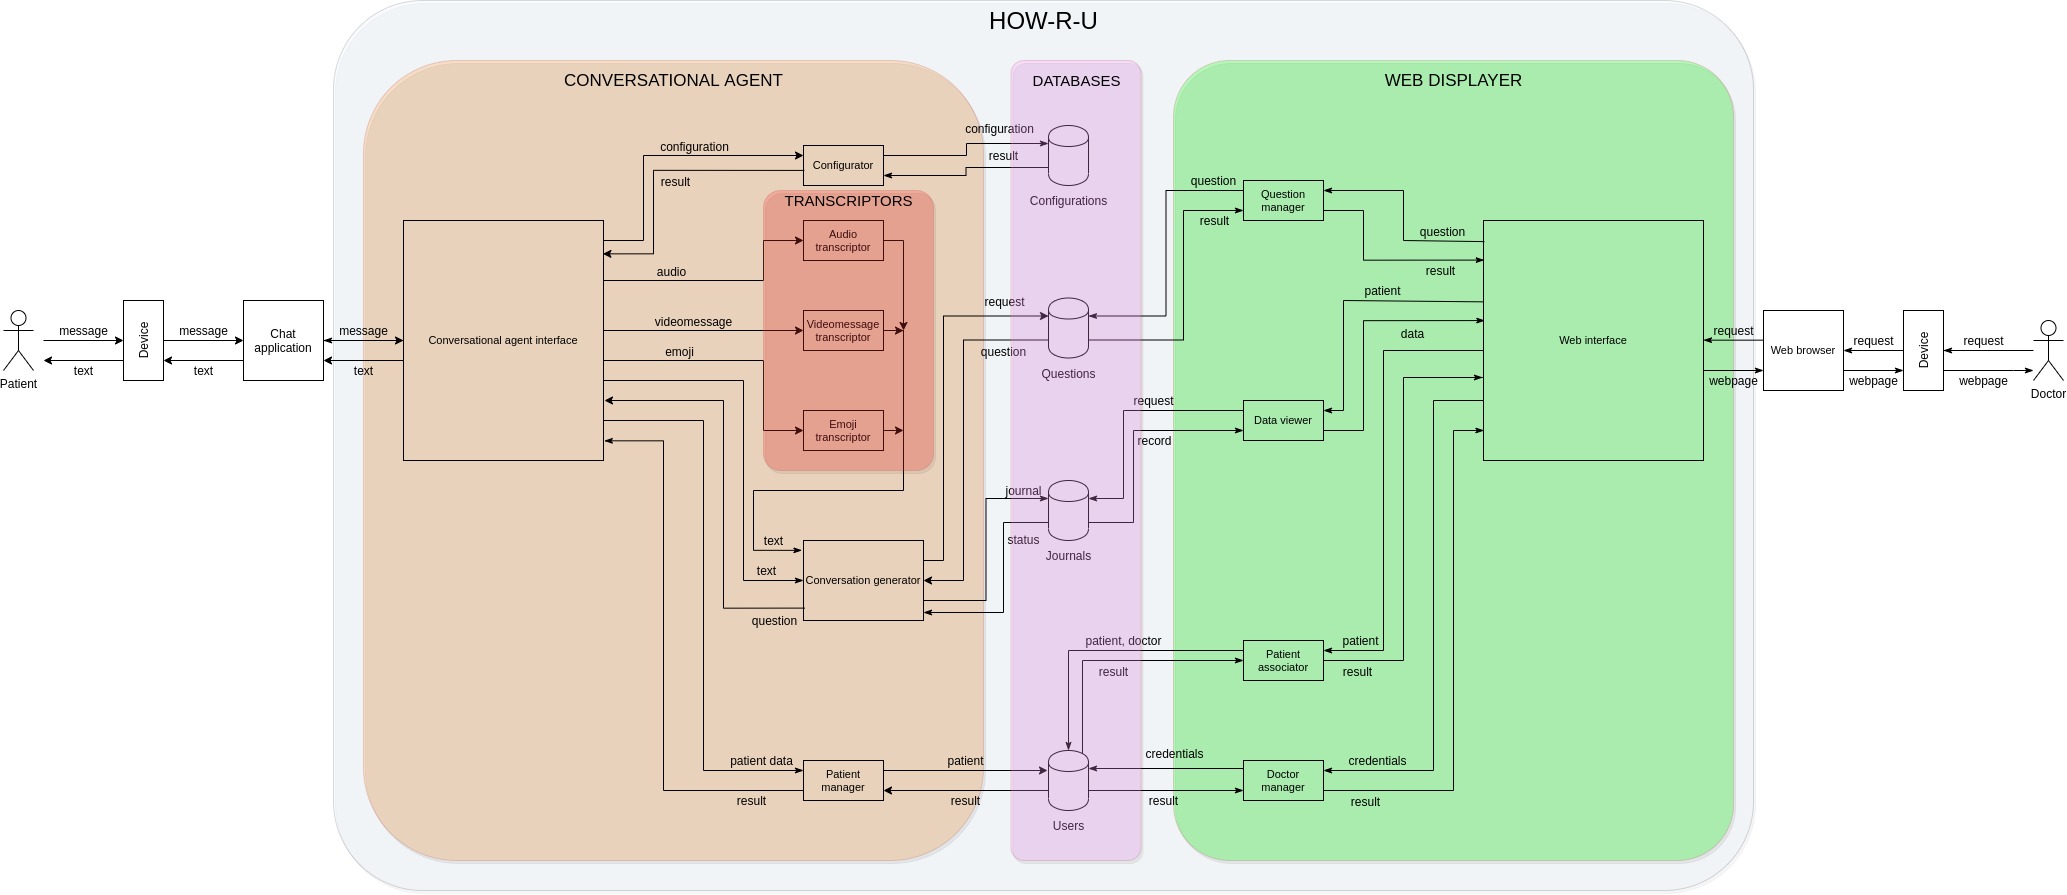 HOW-R-U
CONVERSATIONAL AGENT
DATABASES
WEB DISPLAYER
configuration
result
Configurator
configuration
result
Configurations
TRANSCRIPTORS
Audio
transcriptor
audio
Videomessage
transcriptor
videomessage
emoji
Emoji
transcriptor
Conversational agent interface
Patient
message
text
Device
message
text
Chat
application
message
text
text
text
question
Conversation generator
request
question
Questions
journal
status
Journals
patient data
result
Patient
manager
patient
result
Users
question
result
Question
manager
question
result
patient
data
request
record
Data viewer
Web interface
patient, doctor
result
Patient
associator
patient
result
credentials
result
Doctor
manager
credentials
result
request
webpage
Web browser
request
webpage
Device
request
webpage
Doctor